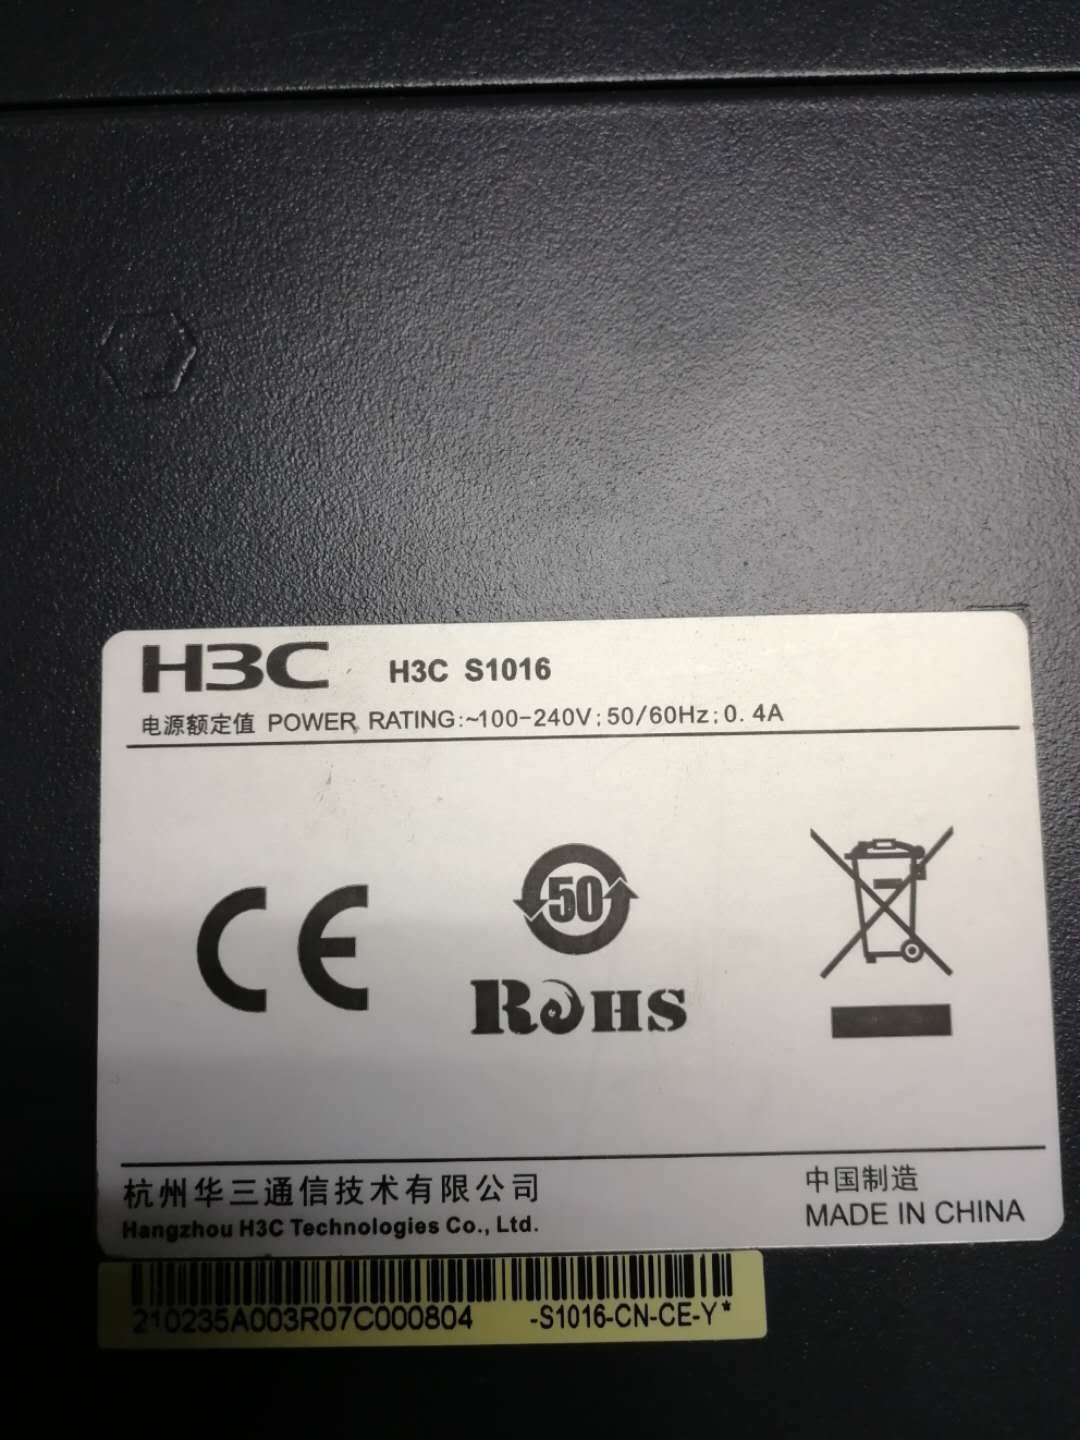 H3C H3C S1016
电源额定值 POWER RATING:~100-240V;50/60Hz;0.4A
CE
50
RoHS
杭州华三通信技术有限公司
Hangzhou H3C Technologies Co., Ltd.
中国制造
MADE IN CHINA
210235A003R07C000804 -S1016-CN-CE-Y*